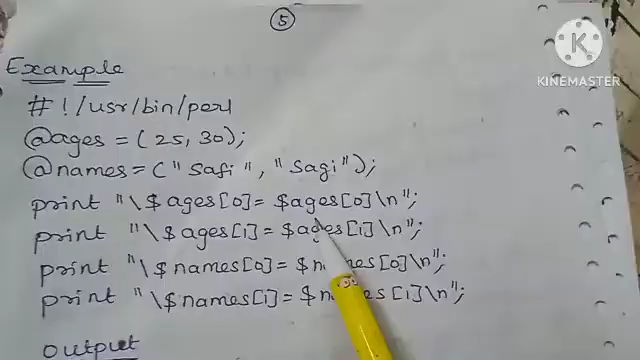 5
Example
#!/usr/bin/perl
@ages = (25, 30);
@names = ("Safi", "Sagi");
print "\$ages[0] = $ages[0]\n";
print "\$ages[1] = $ages[1]\n";
print "\$names[0] = $names[0]\n";
print "\$names[1] = $names[1]\n";
output
KINEMASTER